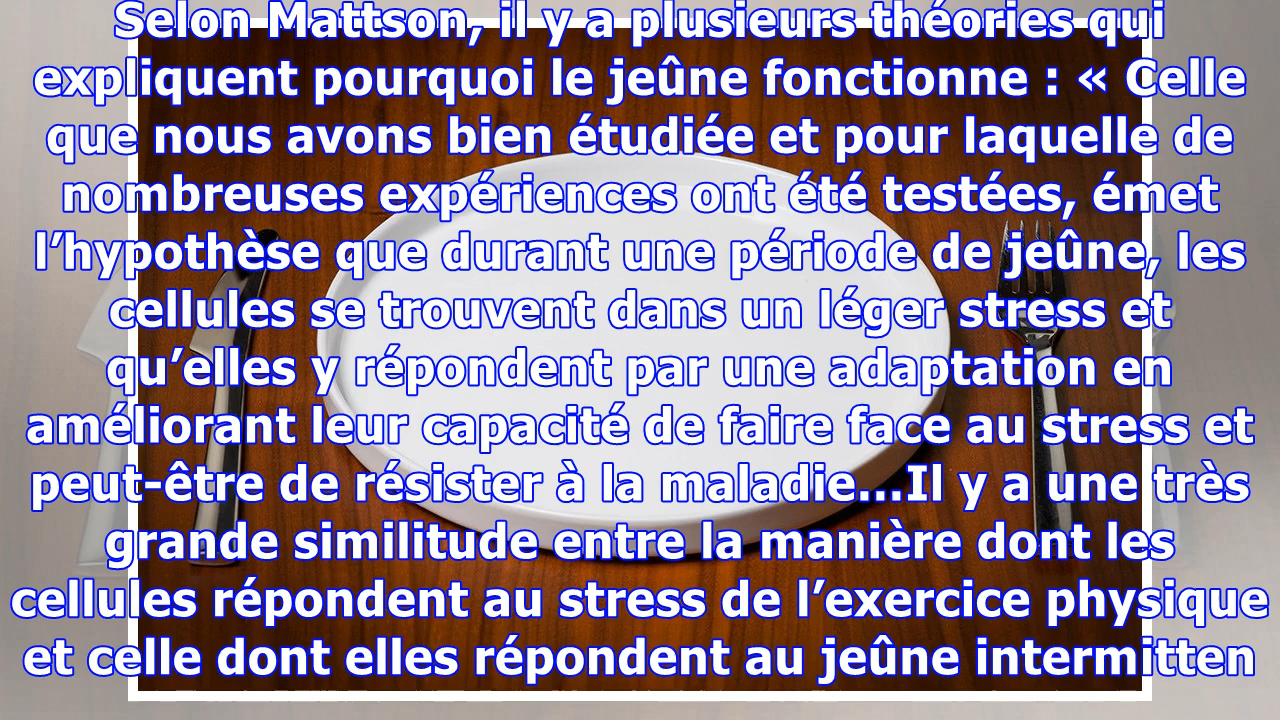 Selon Mattson, il y a plusieurs théories qui
expliquent pourquoi le jeûne fonctionne : « Celle
que nous avons bien étudiée et pour laquelle de
nombreuses expériences ont été testées, émet
l’hypothèse que durant une période de jeûne, les
cellules se trouvent dans un léger stress et
qu’elles y répondent par une adaptation en
améliorant leur capacité de faire face au stress et
peut-être de résister à la maladie...Il y a une très
grande similitude entre la manière dont les
cellules répondent au stress de l’exercice physique
et celle dont elles répondent au jeûne intermitten